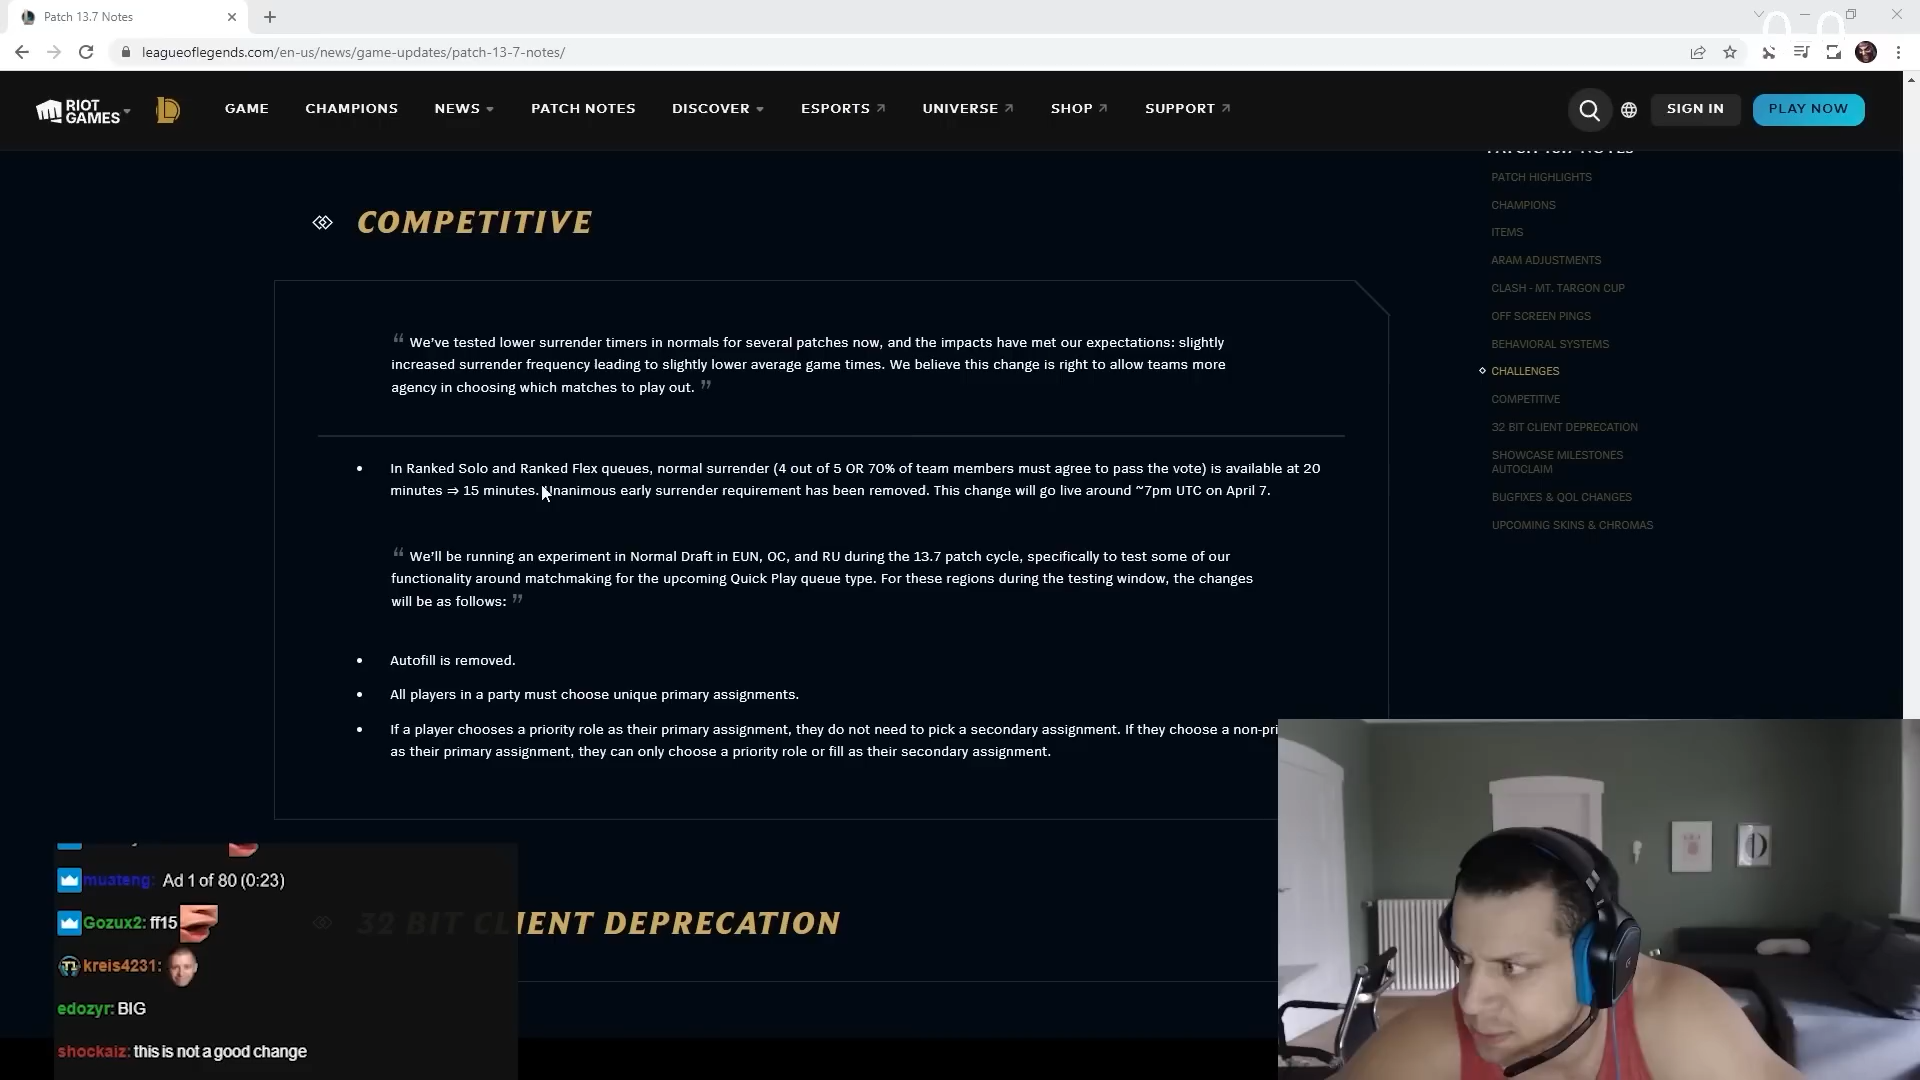 Patch 13.7 Notes
leagueoflegends.com/en-us/news/game-updates/patch-13-7-notes/
RIOT GAMES
GAME
CHAMPIONS
NEWS
PATCH NOTES
DISCOVER
ESPORTS
UNIVERSE
SHOP
SUPPORT
SIGN IN
PLAY NOW
COMPETITIVE
“ We’ve tested lower surrender timers in normals for several patches now, and the impacts have met our expectations: slightly
increased surrender frequency leading to slightly lower average game times. We believe this change is right to allow teams more
agency in choosing which matches to play out. ”
• In Ranked Solo and Ranked Flex queues, normal surrender (4 out of 5 OR 70% of team members must agree to pass the vote) is available at 20
minutes ⇒ 15 minutes. Unanimous early surrender requirement has been removed. This change will go live around ~7pm UTC on April 7.
“ We’ll be running an experiment in Normal Draft in EUN, OC, and RU during the 13.7 patch cycle, specifically to test some of our
functionality around matchmaking for the upcoming Quick Play queue type. For these regions during the testing window, the changes
will be as follows: ”
• Autofill is removed.
• All players in a party must choose unique primary assignments.
• If a player chooses a priority role as their primary assignment, they do not need to pick a secondary assignment. If they choose a non-pri
as their primary assignment, they can only choose a priority role or fill as their secondary assignment.
32 BIT CLIENT DEPRECATION
PATCH 13.7 NOTES
PATCH HIGHLIGHTS
CHAMPIONS
ITEMS
ARAM ADJUSTMENTS
CLASH - MT. TARGON CUP
OFF SCREEN PINGS
BEHAVIORAL SYSTEMS
CHALLENGES
COMPETITIVE
32 BIT CLIENT DEPRECATION
SHOWCASE MILESTONES
AUTOCLAIM
BUGFIXES & QOL CHANGES
UPCOMING SKINS & CHROMAS
muateng: Ad 1 of 80 (0:23)
Gozux2: ff15
T1 kreis4231:
edozyr: BIG
shockaiz: this is not a good change